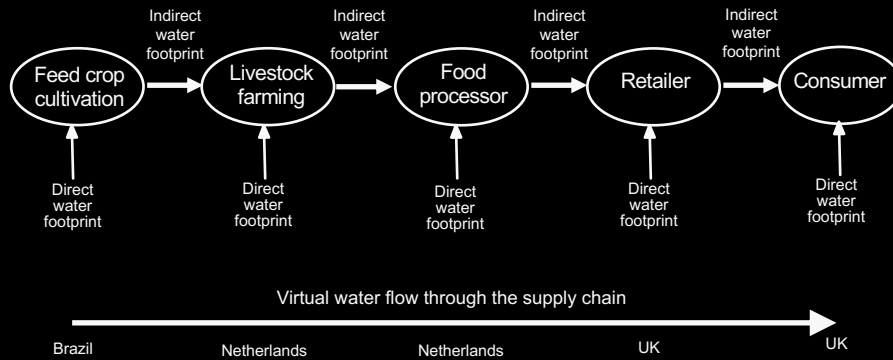 Indirect
water
footprint
Indirect
water
footprint
Indirect
water
footprint
Indirect
water
footprint
Feed crop
cultivation
Livestock
farming
Food
processor
Retailer
Consumer
Direct
water
footprint
Direct
water
footprint
Direct
water
footprint
Direct
water
footprint
Direct
water
footprint
Virtual water flow through the supply chain
Brazil
Netherlands
Netherlands
UK
UK